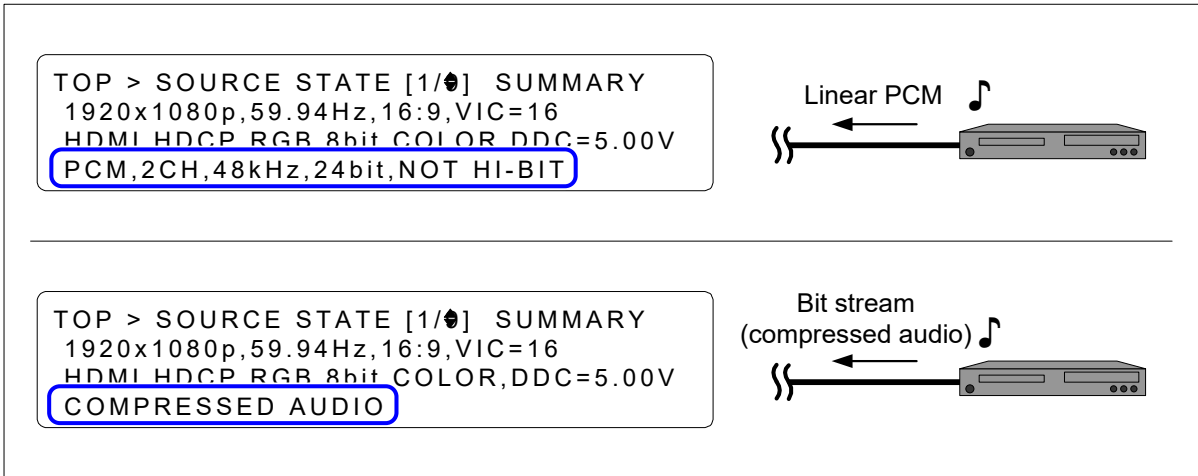 TOP > SOURCE STATE [1/9] SUMMARY
1920x1080p,59.94Hz,16:9,VIC=16
HDMI,HDCP,RGB,8bit COLOR,DDC=5.00V
PCM,2CH,48kHz,24bit,NOT HI-BIT
Linear PCM
TOP > SOURCE STATE [1/9] SUMMARY
1920x1080p,59.94Hz,16:9,VIC=16
HDMI,HDCP,RGB,8bit COLOR,DDC=5.00V
COMPRESSED AUDIO
Bit stream
(compressed audio)